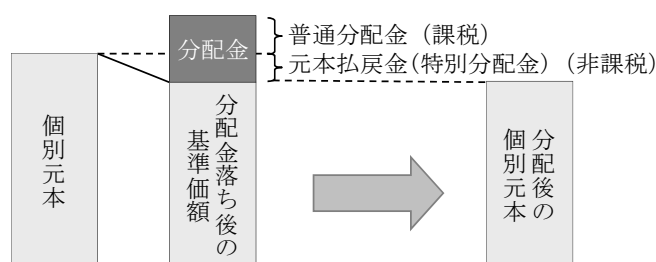 分配金
普通分配金（課税）
元本払戻金(特別分配金)（非課税）
個別元本
分配金落ち後の
基準価額
分配後の
個別元本